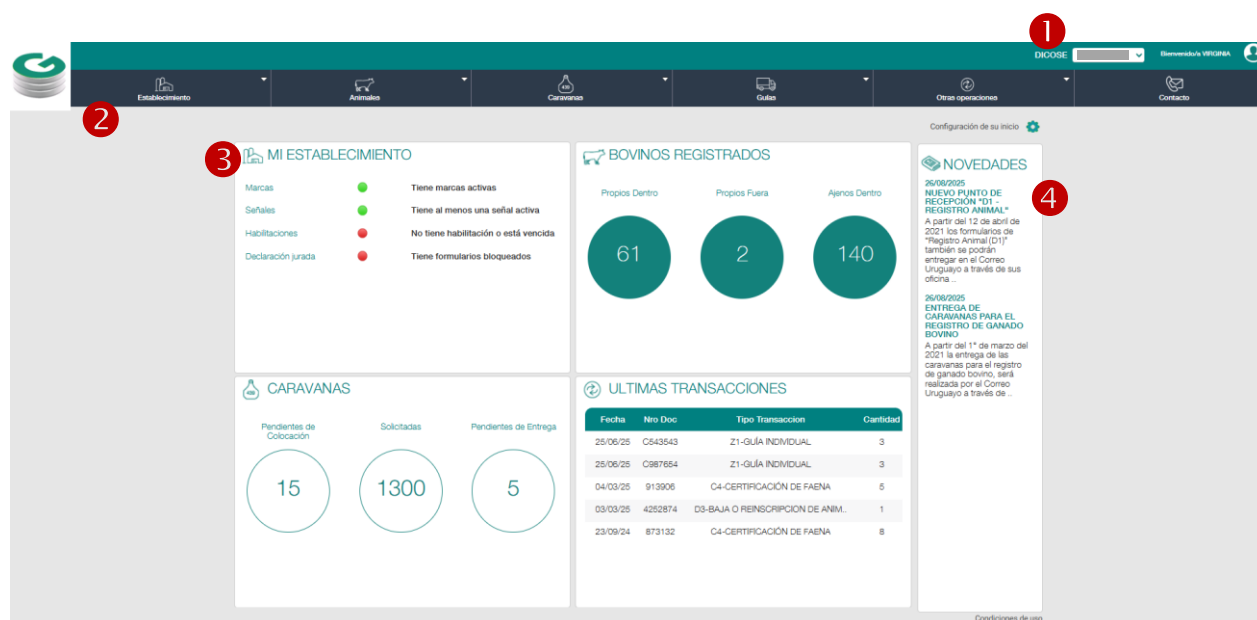 1
DICOSE
Bienvenido/a VIRGINIA
Establecimiento
Animales
430
Caravanas
Guías
Otras operaciones
Contacto
2
Configuración de su inicio
3
MI ESTABLECIMIENTO
Marcas Tiene marcas activas
Señales Tiene al menos una señal activa
Habilitaciones No tiene habilitación o está vencida
Declaración jurada Tiene formularios bloqueados
BOVINOS REGISTRADOS
Propios Dentro Propios Fuera Ajenos Dentro
61 2 140
NOVEDADES
4
26/08/2025
NUEVO PUNTO DE
RECEPCIÓN "D1 -
REGISTRO ANIMAL"
A partir del 12 de abril de
2021 los formularios de
"Registro Animal (D1)"
también se podrán
entregar en el Correo
Uruguayo a través de sus
oficina ..
26/08/2025
ENTREGA DE
CARAVANAS PARA EL
REGISTRO DE GANADO
BOVINO
A partir del 1° de marzo del
2021 la entrega de las
caravanas para el registro
de ganado bovino, será
realizada por el Correo
Uruguayo a través de ..
CARAVANAS
Pendientes de
Colocación
Solicitadas
Pendientes de Entrega
15 1300 5
ULTIMAS TRANSACCIONES
Fecha Nro Doc Tipo Transaccion Cantidad
25/06/25 C543543 Z1-GUÍA INDIVIDUAL 3
25/06/25 C987654 Z1-GUÍA INDIVIDUAL 3
04/03/25 913906 C4-CERTIFICACIÓN DE FAENA 5
03/03/25 4252874 D3-BAJA O REINSCRIPCION DE ANIM.. 1
23/09/24 873132 C4-CERTIFICACIÓN DE FAENA 8
Condiciones de uso